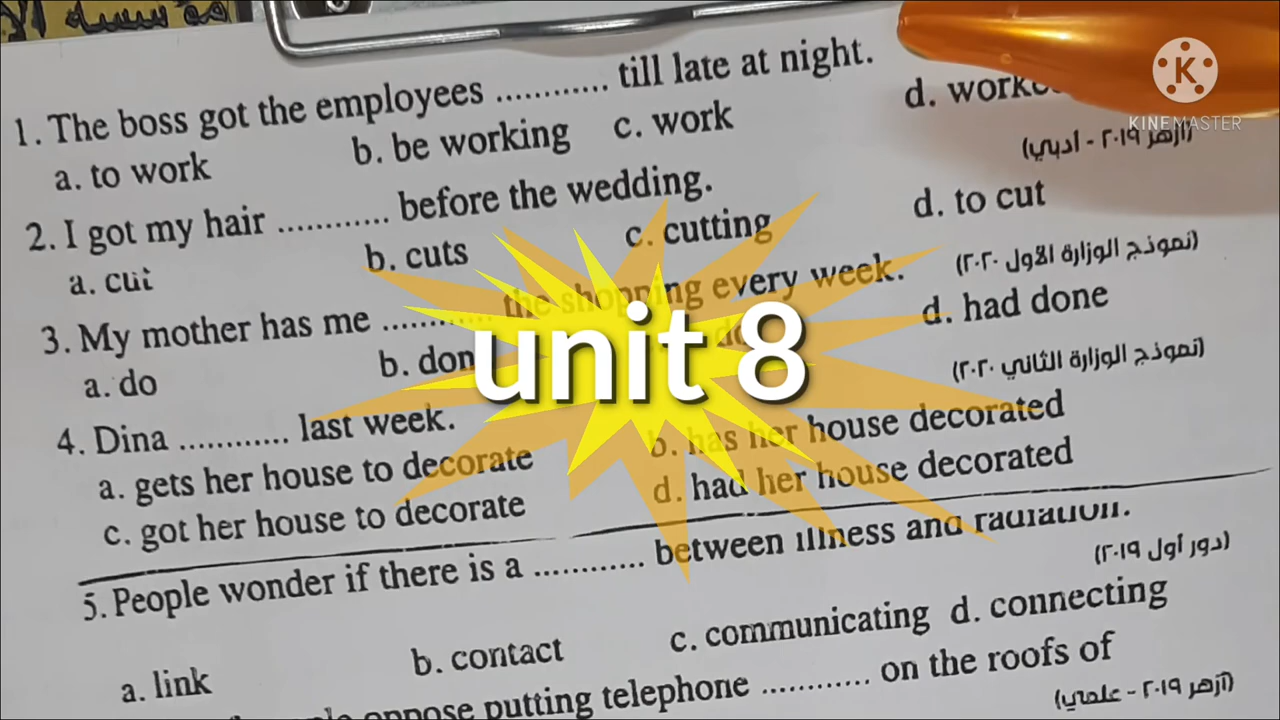 مؤسسة
K
KINEMASTER
1. The boss got the employees ............ till late at night.
a. to work b. be working c. work d.
(أزهر ٢٠١٩ - أدبي)
2. I got my hair ............ before the wedding.
a. cut b. cuts c. cutting d. to cut
(نموذج الوزارة الأول ٢٠٢٠)
3. My mother has me ............ the shopping every week.
a. do b. d. had done
(نموذج الوزارة الثاني ٢٠٢٠)
unit 8
4. Dina ............ last week.
a. gets her house to decorate b. has her house decorated
c. got her house to decorate d. had her house decorated
5. People wonder if there is a ............ between illness and radiation.
(دور أول ٢٠١٩)
a. link b. contact c. communicating d. connecting
oppose putting telephone ............ on the roofs of
(أزهر ٢٠١٩ - علمي)